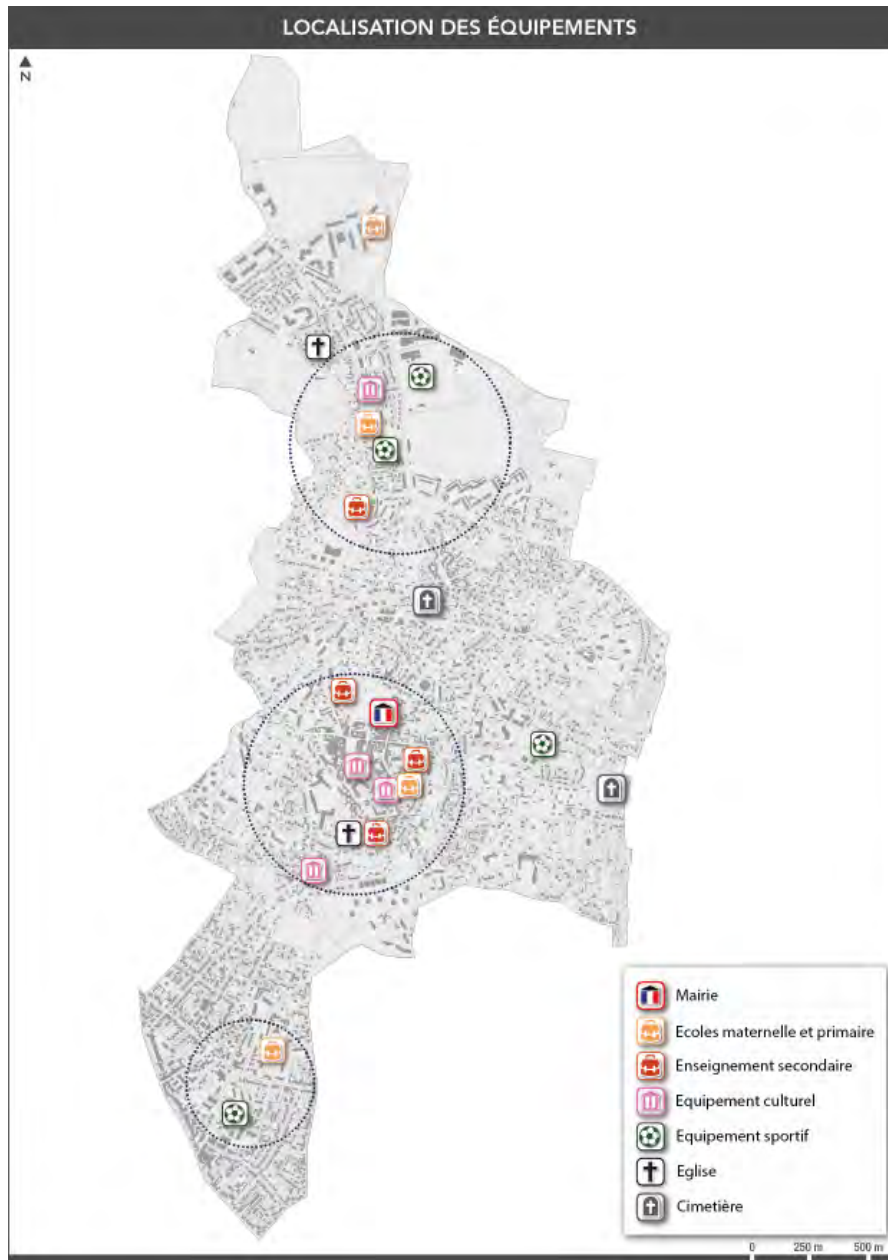 LOCALISATION DES ÉQUIPEMENTS
N
Mairie
Ecoles maternelle et primaire
Enseignement secondaire
Equipement culturel
Equipement sportif
Eglise
Cimetière
0 250 m 500 m